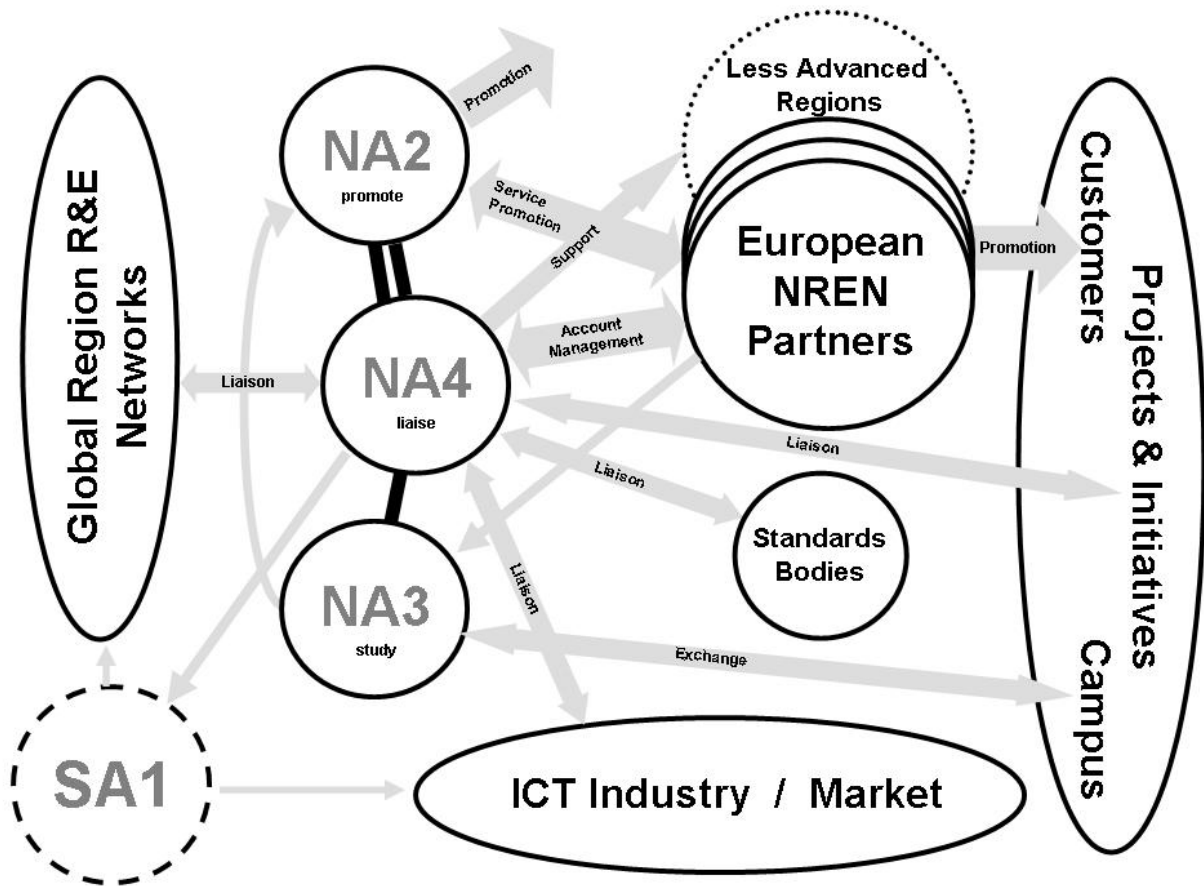 Less Advanced
Regions
Promotion
NA2
promote
Service
Promotion
Support
European
NREN
Partners
Promotion
Customers
Projects & Initiatives
Campus
Global Region R&E
Networks
Liaison
NA4
liaise
Account
Management
Liaison
Liaison
Liaison
Standards
Bodies
NA3
study
Exchange
SA1
ICT Industry / Market